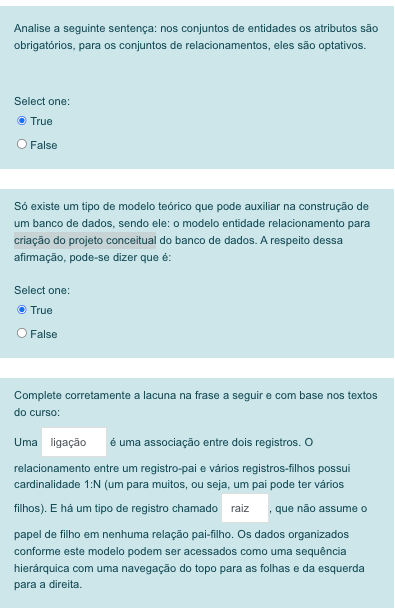 Analise a seguinte sentença: nos conjuntos de entidades os atributos são
obrigatórios, para os conjuntos de relacionamentos, eles são optativos.
Select one:
True
False
Só existe um tipo de modelo teórico que pode auxiliar na construção de
um banco de dados, sendo ele: o modelo entidade relacionamento para
criação do projeto conceitual do banco de dados. A respeito dessa
afirmação, pode-se dizer que é:
Select one:
True
False
Complete corretamente a lacuna na frase a seguir e com base nos textos
do curso:
Uma ligação é uma associação entre dois registros. O
relacionamento entre um registro-pai e vários registros-filhos possui
cardinalidade 1:N (um para muitos, ou seja, um pai pode ter vários
filhos). E há um tipo de registro chamado raiz, que não assume o
papel de filho em nenhuma relação pai-filho. Os dados organizados
conforme este modelo podem ser acessados como uma sequência
hierárquica com uma navegação do topo para as folhas e da esquerda
para a direita.